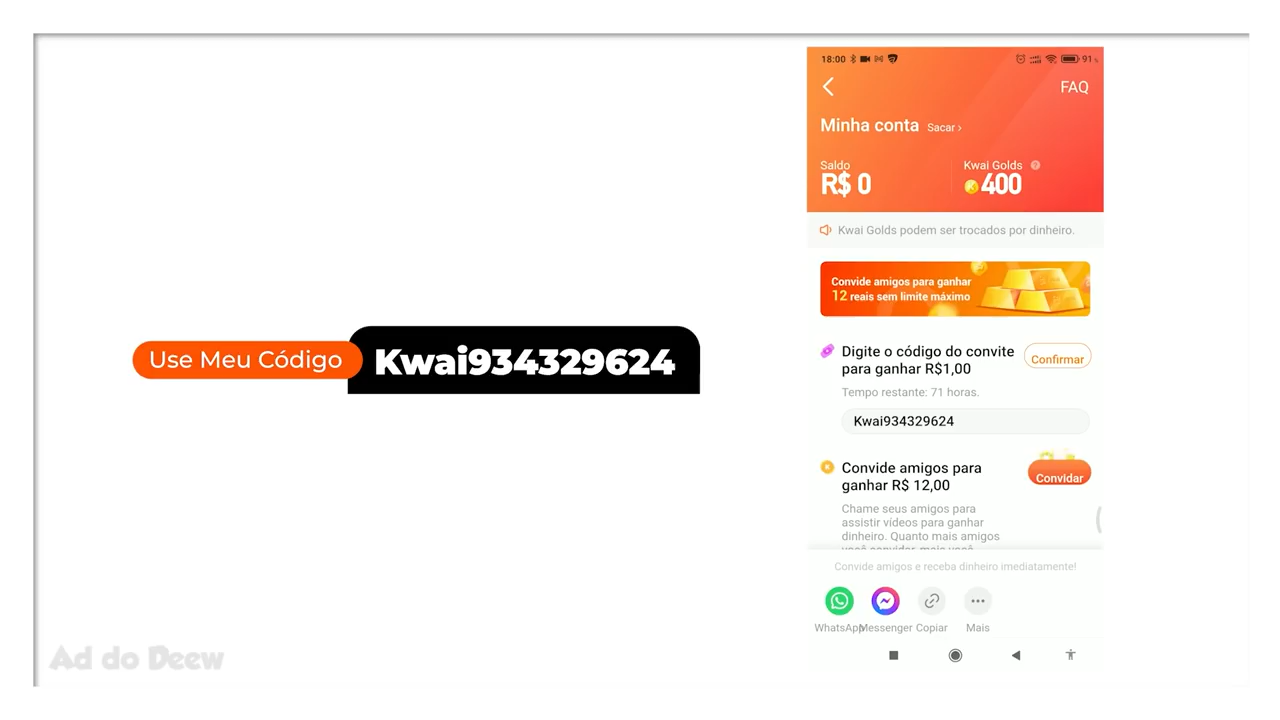 Use Meu Código
Kwai934329624
Ad do Deew
18:00
91
FAQ
Minha conta Sacar ›
Saldo
R$ 0
Kwai Golds ?
400
Kwai Golds podem ser trocados por dinheiro.
Convide amigos para ganhar
12 reais sem limite máximo
Digite o código do convite
para ganhar R$1,00
Confirmar
Tempo restante: 71 horas.
Kwai934329624
Convide amigos para
ganhar R$ 12,00
Convidar
Chame seus amigos para
assistir vídeos para ganhar
dinheiro. Quanto mais amigos
Convide amigos e receba dinheiro imediatamente!
WhatsApp
Messenger
Copiar
Mais